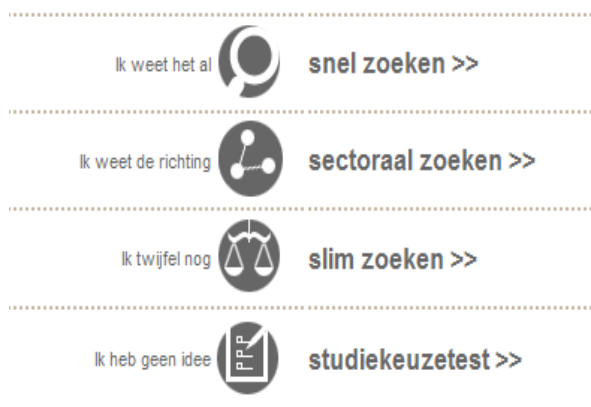 Ik weet het al snel zoeken >>
Ik weet de richting sectoraal zoeken >>
Ik twijfel nog slim zoeken >>
Ik heb geen idee studiekeuzetest >>